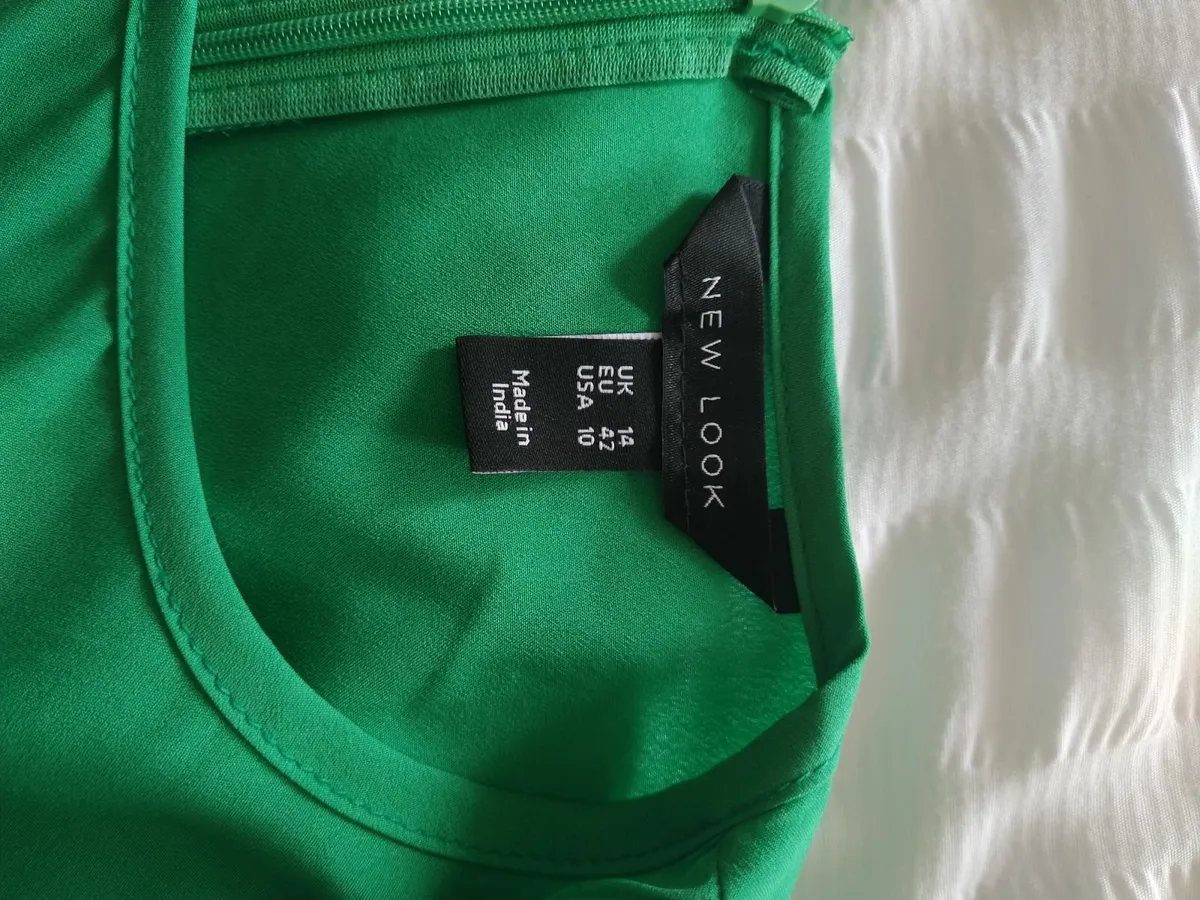 NEW LOOK
UK 14
EU 42
USA 10
Made in
India